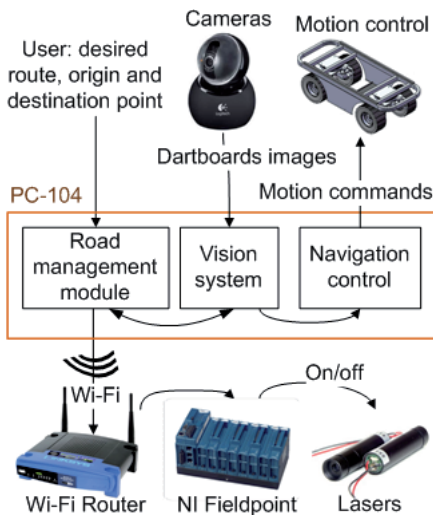 Cameras
Motion control
User: desired
route, origin and
destination point
Dartboards images
Motion commands
PC-104
Road
management
module
Vision
system
Navigation
control
Wi-Fi
On/off
Wi-Fi Router
NI Fieldpoint
Lasers